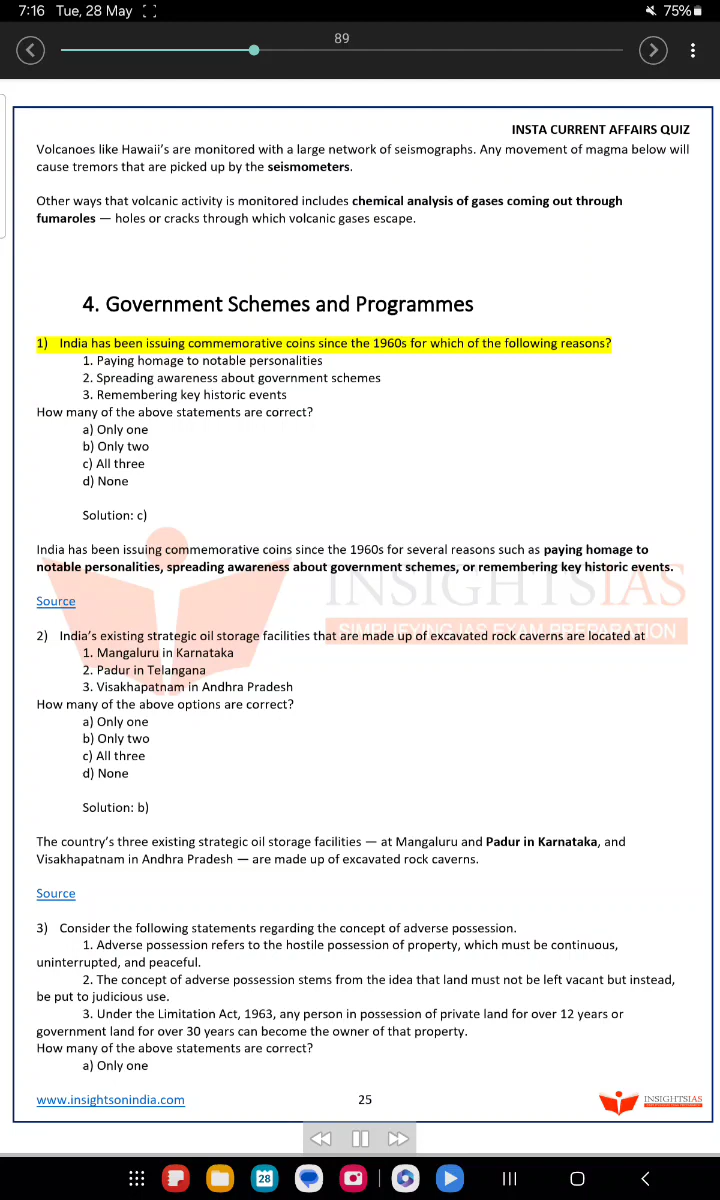 7:16 Tue, 28 May
75%
89
INSTA CURRENT AFFAIRS QUIZ
Volcanoes like Hawaii's are monitored with a large network of seismographs. Any movement of magma below will
cause tremors that are picked up by the seismometers.
Other ways that volcanic activity is monitored includes chemical analysis of gases coming out through
fumaroles — holes or cracks through which volcanic gases escape.
4. Government Schemes and Programmes
1) India has been issuing commemorative coins since the 1960s for which of the following reasons?
1. Paying homage to notable personalities
2. Spreading awareness about government schemes
3. Remembering key historic events
How many of the above statements are correct?
a) Only one
b) Only two
c) All three
d) None
Solution: c)
India has been issuing commemorative coins since the 1960s for several reasons such as paying homage to
notable personalities, spreading awareness about government schemes, or remembering key historic events.
INSIGHTSIAS
Source
SIMPLIFYING IAS EXAM PREPARATION
2) India's existing strategic oil storage facilities that are made up of excavated rock caverns are located at
1. Mangaluru in Karnataka
2. Padur in Telangana
3. Visakhapatnam in Andhra Pradesh
How many of the above options are correct?
a) Only one
b) Only two
c) All three
d) None
Solution: b)
The country's three existing strategic oil storage facilities — at Mangaluru and Padur in Karnataka, and
Visakhapatnam in Andhra Pradesh — are made up of excavated rock caverns.
Source
3) Consider the following statements regarding the concept of adverse possession.
1. Adverse possession refers to the hostile possession of property, which must be continuous,
uninterrupted, and peaceful.
2. The concept of adverse possession stems from the idea that land must not be left vacant but instead,
be put to judicious use.
3. Under the Limitation Act, 1963, any person in possession of private land for over 12 years or
government land for over 30 years can become the owner of that property.
How many of the above statements are correct?
a) Only one
www.insightsonindia.com
25
INSIGHTSIAS
28